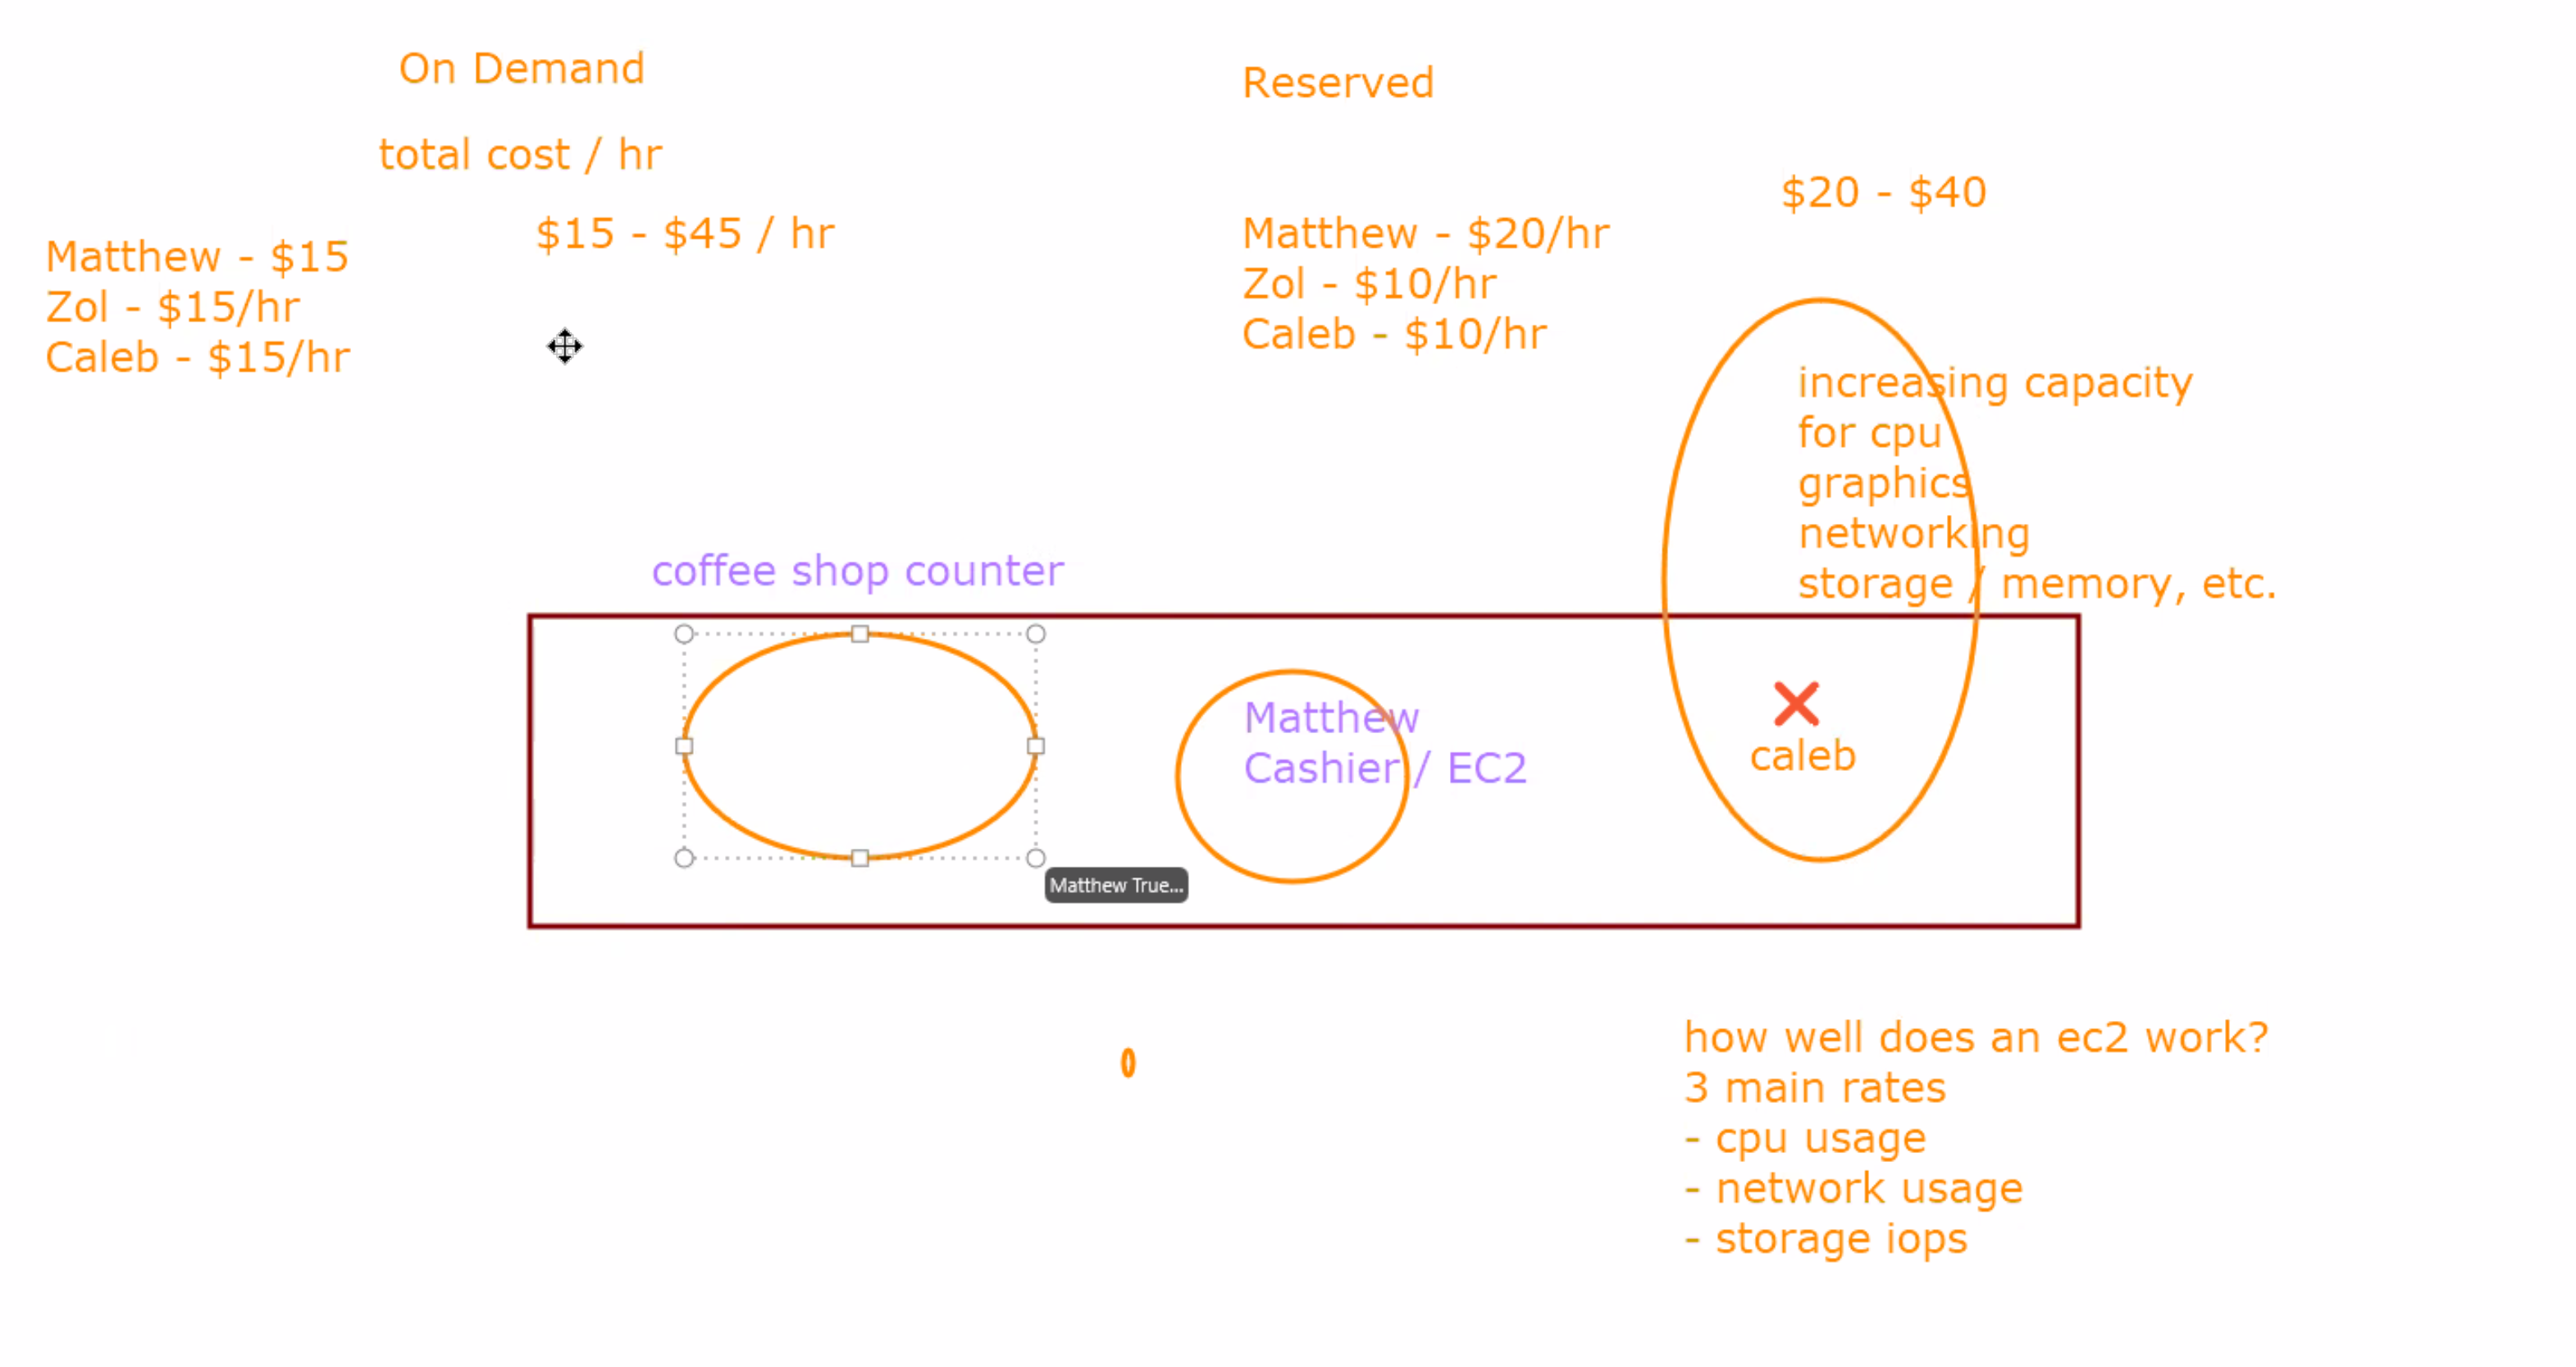 On Demand
total cost / hr
$15 - $45 / hr
Matthew - $15
Zol - $15/hr
Caleb - $15/hr
Reserved
$20 - $40
Matthew - $20/hr
Zol - $10/hr
Caleb - $10/hr
increasing capacity
for cpu
graphics
networking
storage / memory, etc.
coffee shop counter
Matthew
Cashier / EC2
caleb
Matthew True...
how well does an ec2 work?
3 main rates
- cpu usage
- network usage
- storage iops